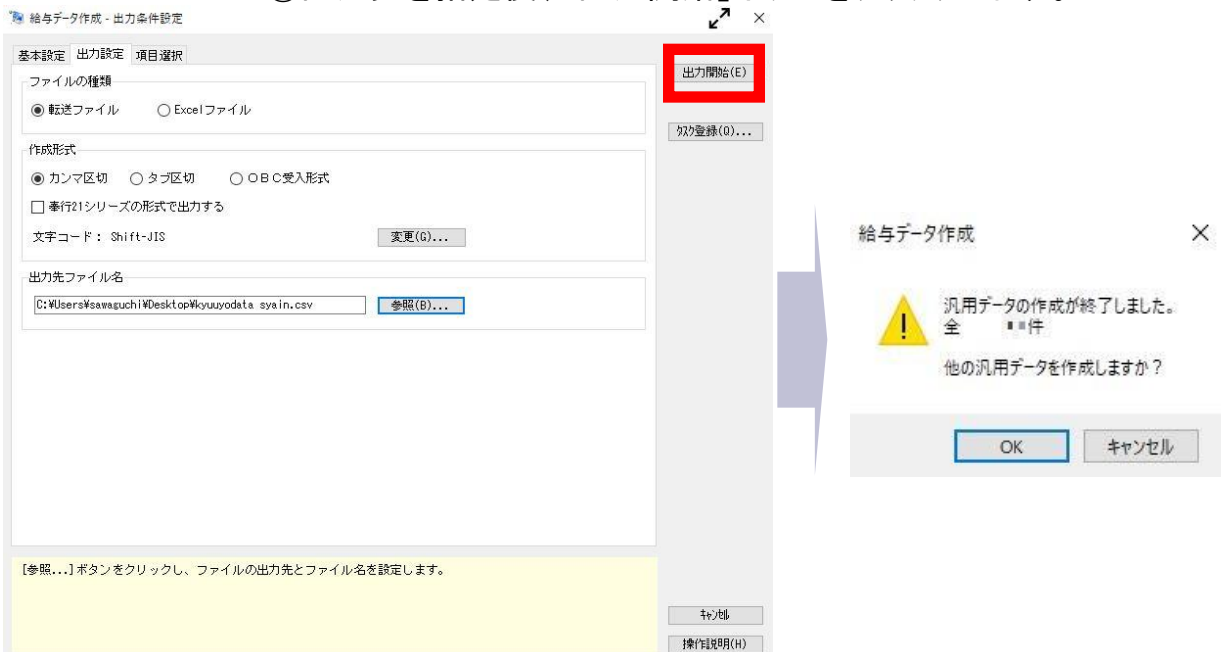 給与データ作成 - 出力条件設定
基本設定 出力設定 項目選択
出力開始(E)
ファイルの種類
転送ファイル Excelファイル
ﾀｽｸ登録(Q)...
作成形式
カンマ区切 タブ区切 ＯＢＣ受入形式
奉行21シリーズの形式で出力する
文字コード： Shift-JIS 変更(G)...
出力先ファイル名
C:¥Users¥sawaguchi¥Desktop¥kyuuyodata syain.csv 参照(B)...
[参照...]ボタンをクリックし、ファイルの出力先とファイル名を設定します。
ｷｬﾝｾﾙ
操作説明(H)
給与データ作成
汎用データの作成が終了しました。
全 件
他の汎用データを作成しますか？
OK キャンセル